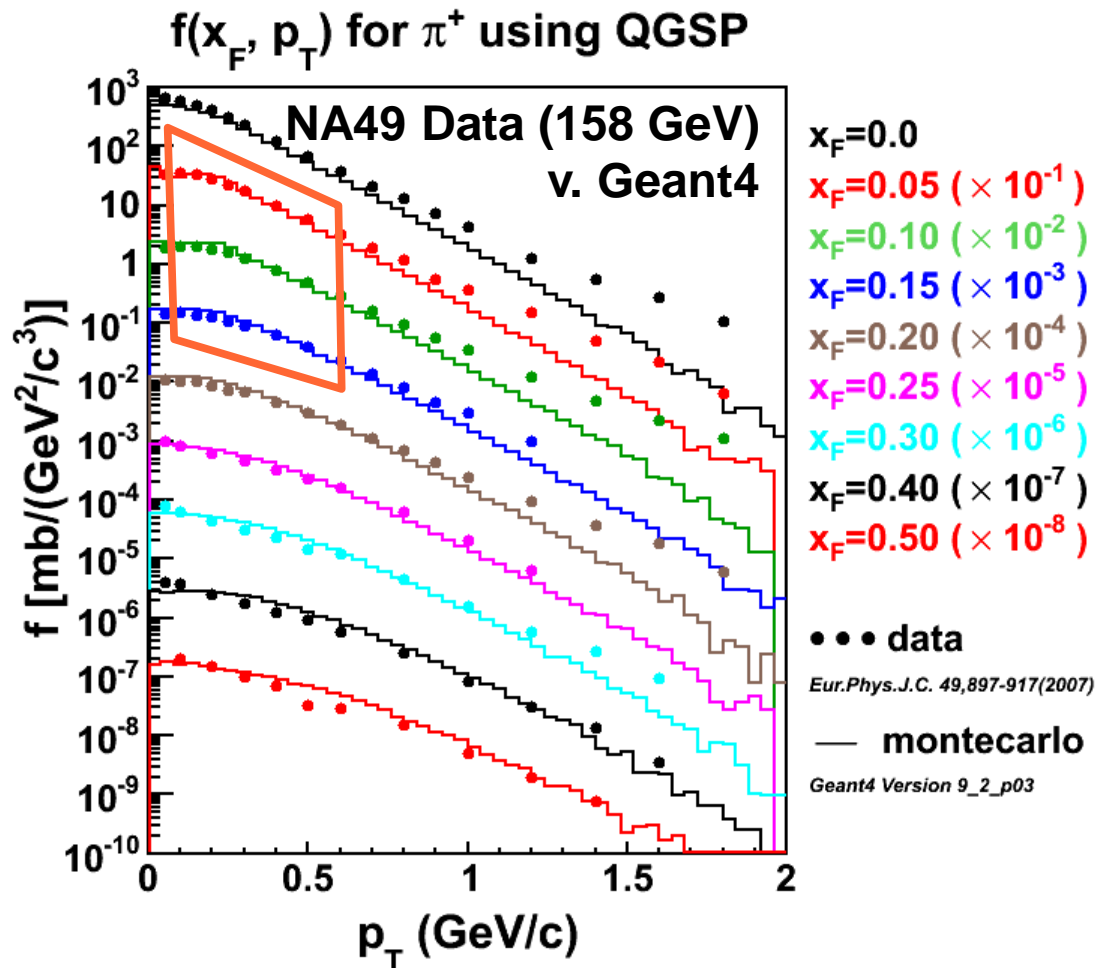 f(x_F, p_T) for π⁺ using QGSP
NA49 Data (158 GeV)
v. Geant4
f [mb/(GeV²/c³)]
10³
10²
10
1
10⁻¹
10⁻²
10⁻³
10⁻⁴
10⁻⁵
10⁻⁶
10⁻⁷
10⁻⁸
10⁻⁹
10⁻¹⁰
0 0.5 1 1.5 2
p_T (GeV/c)
x_F=0.0
x_F=0.05 (× 10⁻¹)
x_F=0.10 (× 10⁻²)
x_F=0.15 (× 10⁻³)
x_F=0.20 (× 10⁻⁴)
x_F=0.25 (× 10⁻⁵)
x_F=0.30 (× 10⁻⁶)
x_F=0.40 (× 10⁻⁷)
x_F=0.50 (× 10⁻⁸)
••• data
Eur.Phys.J.C. 49,897-917(2007)
— montecarlo
Geant4 Version 9_2_p03